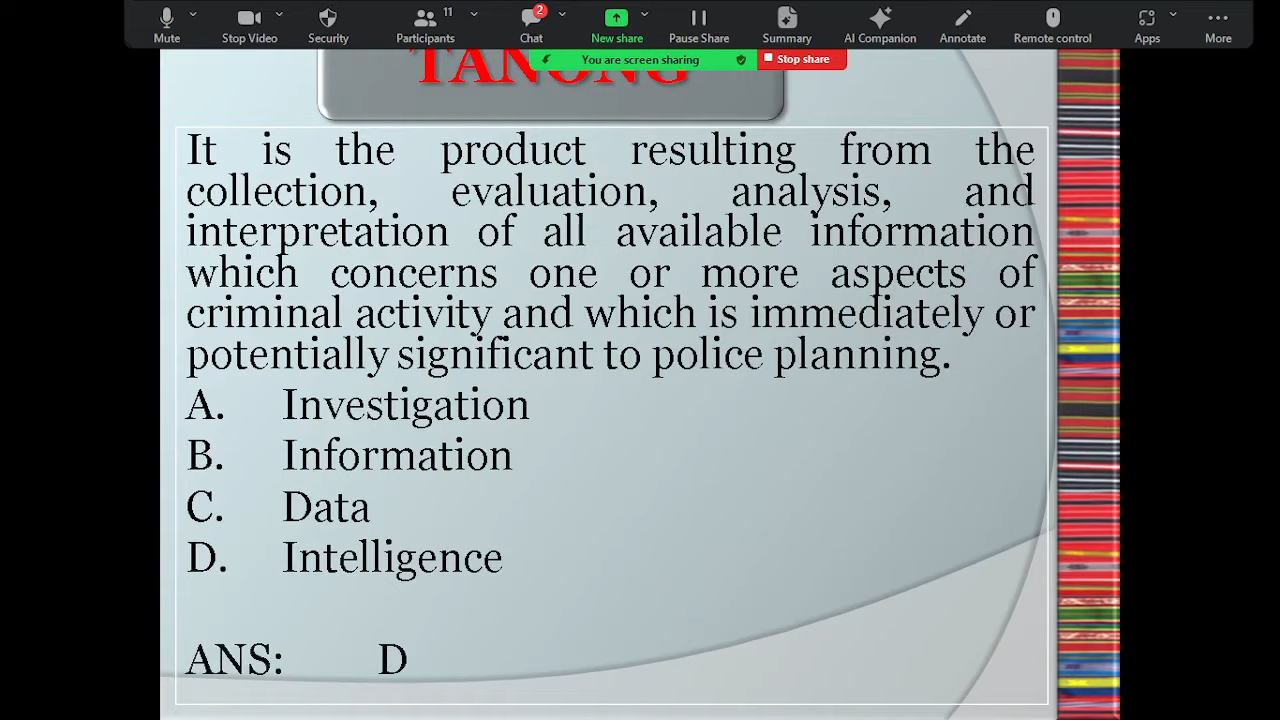 Mute
Stop Video
Security
Participants
11
Chat
2
New share
Pause Share
Summary
AI Companion
Annotate
Remote control
Apps
More
You are screen sharing
Stop share
TANONG
It is the product resulting from the
collection, evaluation, analysis, and
interpretation of all available information
which concerns one or more aspects of
criminal activity and which is immediately or
potentially significant to police planning.
A. Investigation
B. Information
C. Data
D. Intelligence
ANS: D